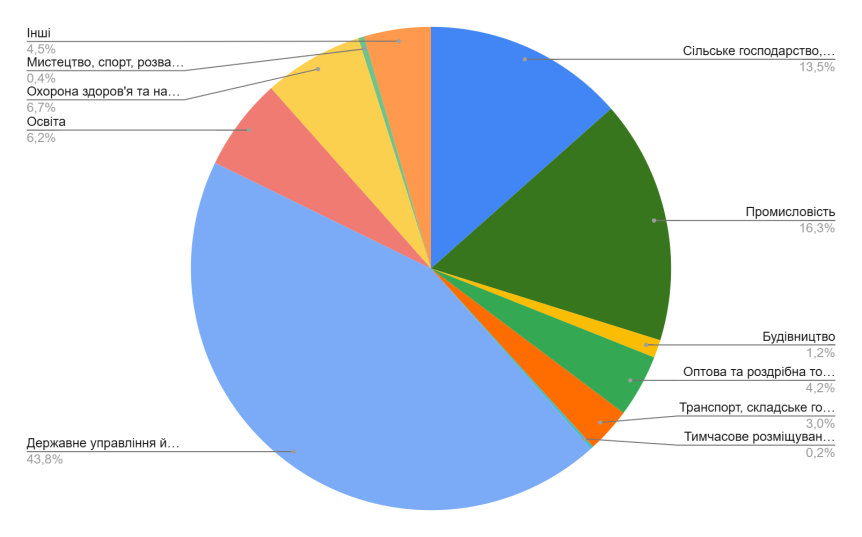 Інші
4,5%
Мистецтво, спорт, розва…
0,4%
Охорона здоров'я та на…
6,7%
Освіта
6,2%
Державне управління й…
43,8%
Сільське господарство,…
13,5%
Промисловість
16,3%
Будівництво
1,2%
Оптова та роздрібна то…
4,2%
Транспорт, складське го…
3,0%
Тимчасове розміщуван…
0,2%